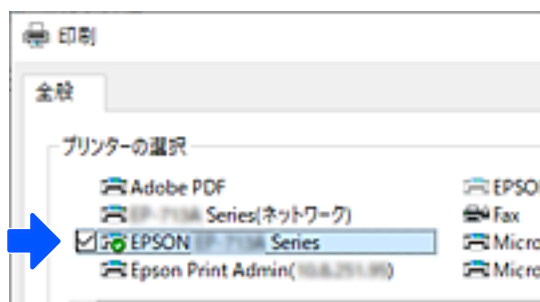 印刷
全般
プリンターの選択
Adobe PDF
Series(ネットワーク)
EPSON Series
Epson Print Admin( )
EPSO
Fax
Micro
Micro